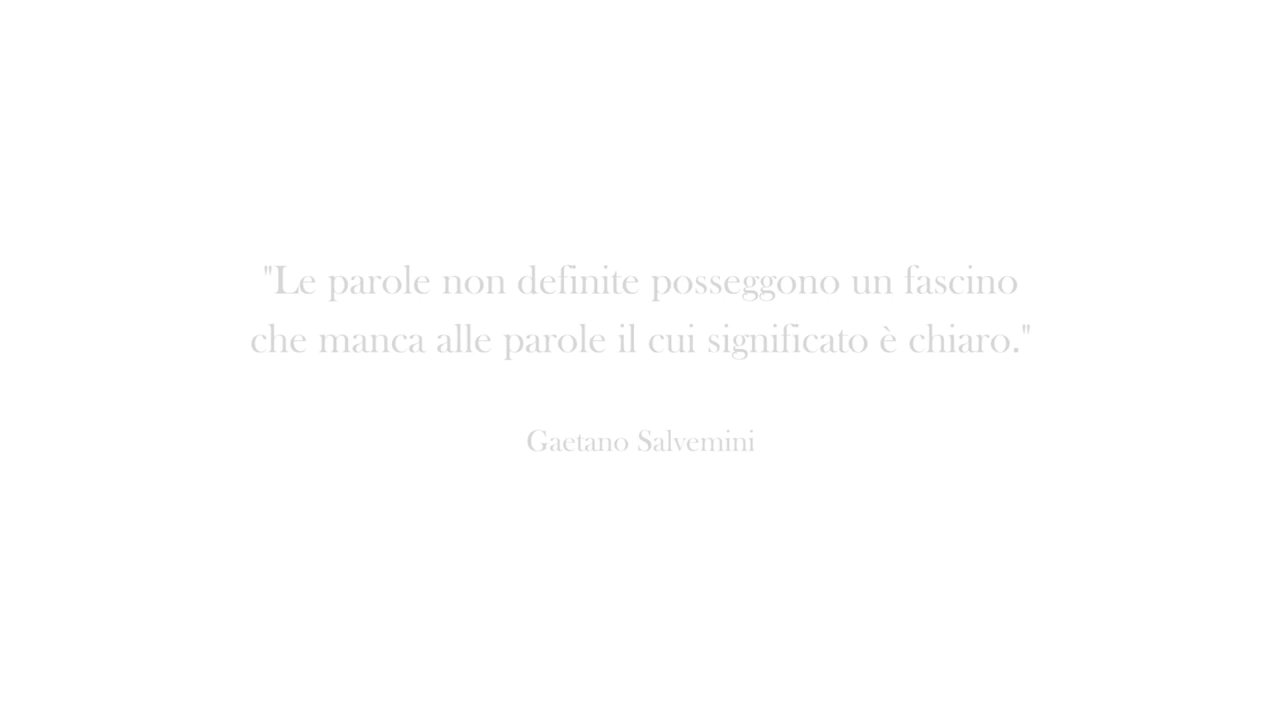 "Le parole non definite posseggono un fascino
che manca alle parole il cui significato è chiaro."
Gaetano Salvemini